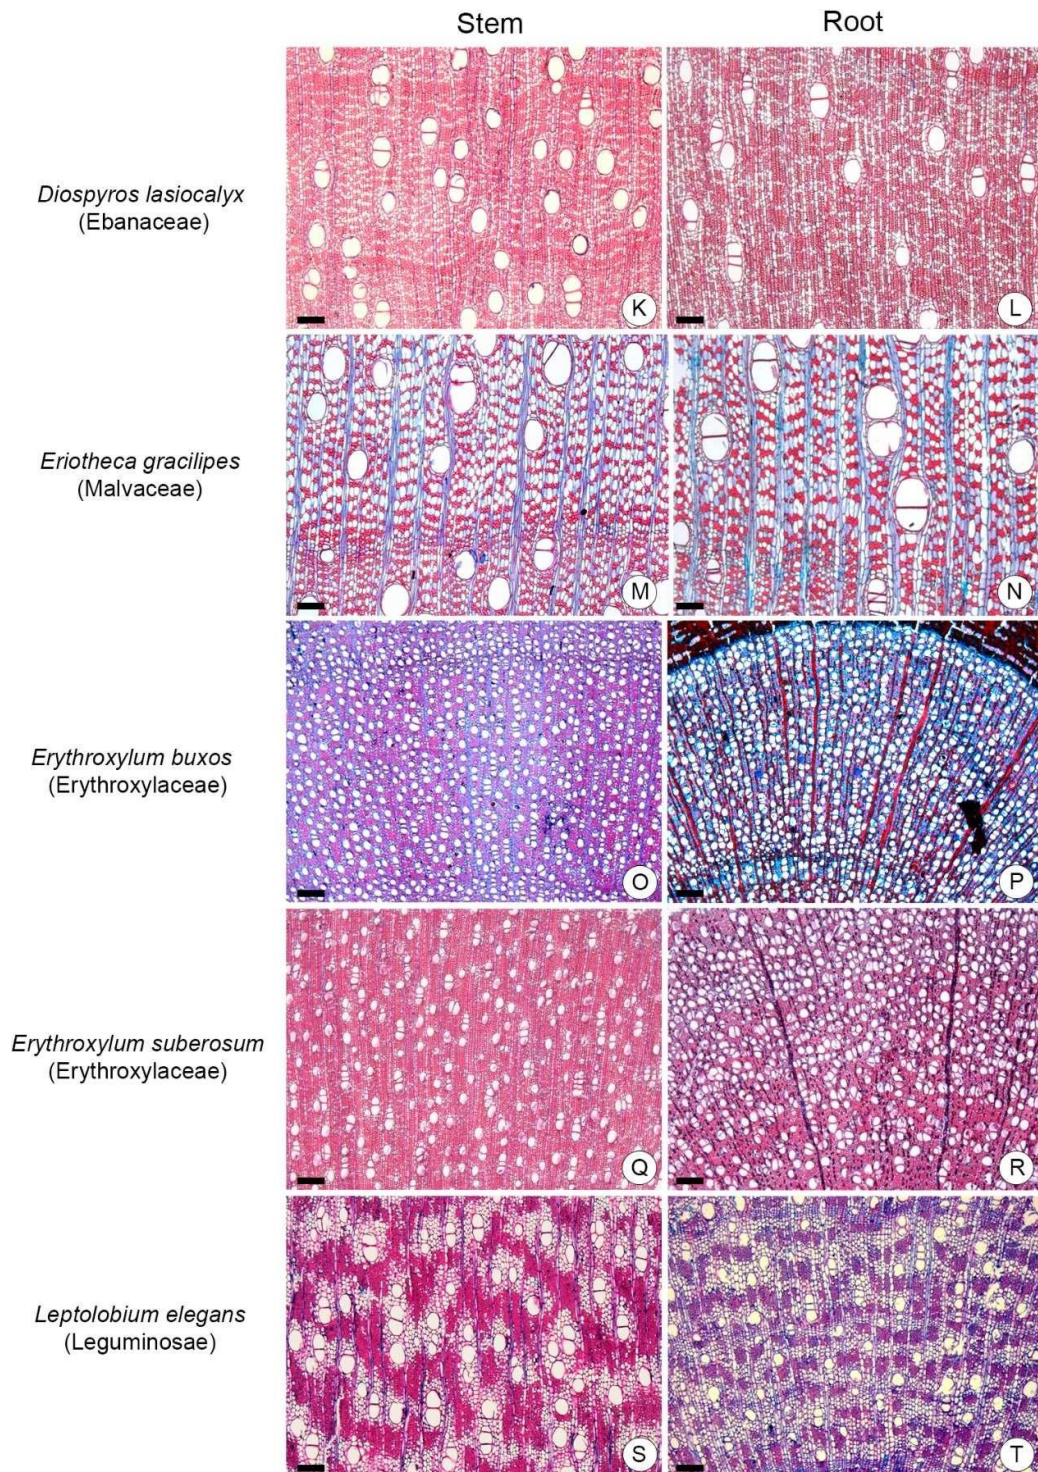 Stem
Root
Diospyros lasiocalyx
(Ebanaceae)
K
L
Eriotheca gracilipes
(Malvaceae)
M
N
Erythroxylum buxos
(Erythroxylaceae)
O
P
Erythroxylum suberosum
(Erythroxylaceae)
Q
R
Leptolobium elegans
(Leguminosae)
S
T